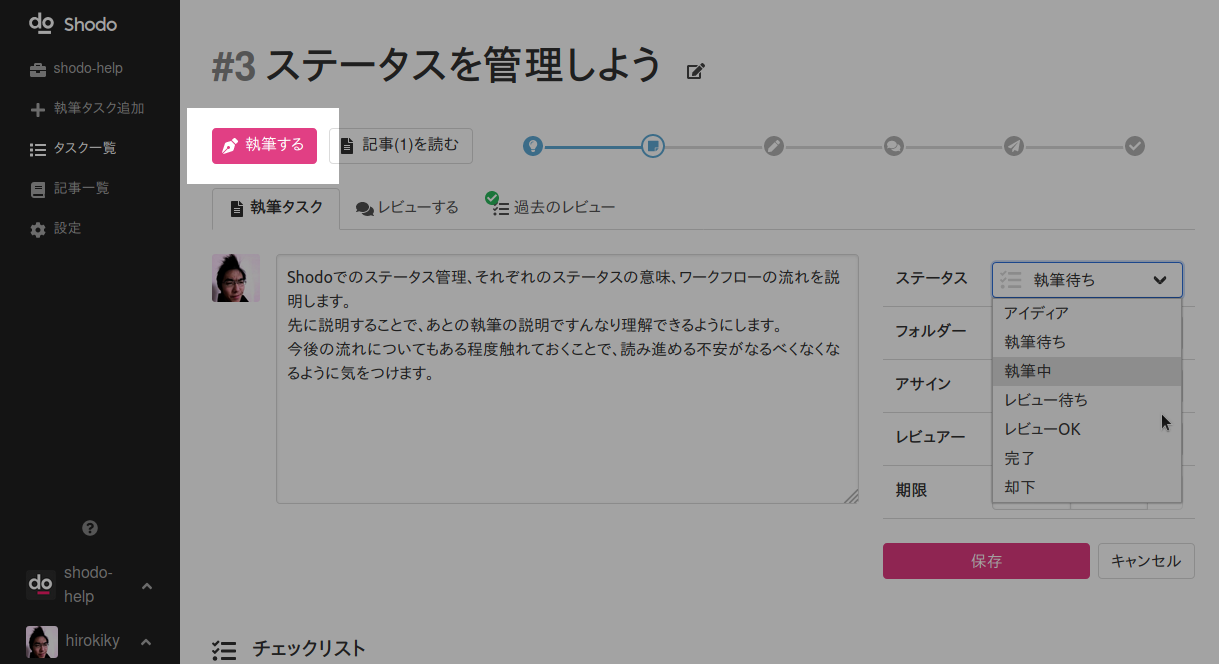 do Shodo
shodo-help
執筆タスク追加
タスク一覧
記事一覧
設定
do shodo-
help
hirokiky
#3 ステータスを管理しよう
執筆する
記事(1)を読む
執筆タスク
レビューする
過去のレビュー
Shodoでのステータス管理、それぞれのステータスの意味、ワークフローの流れを説
明します。
先に説明することで、あとの執筆の説明ですんなり理解できるようにします。
今後の流れについてもある程度触れておくことで、読み進める不安がなるべくなくな
るように気をつけます。
ステータス
執筆待ち
アイディア
執筆待ち
執筆中
レビュー待ち
レビューOK
完了
却下
フォルダー
アサイン
レビュアー
期限
保存
キャンセル
チェックリスト